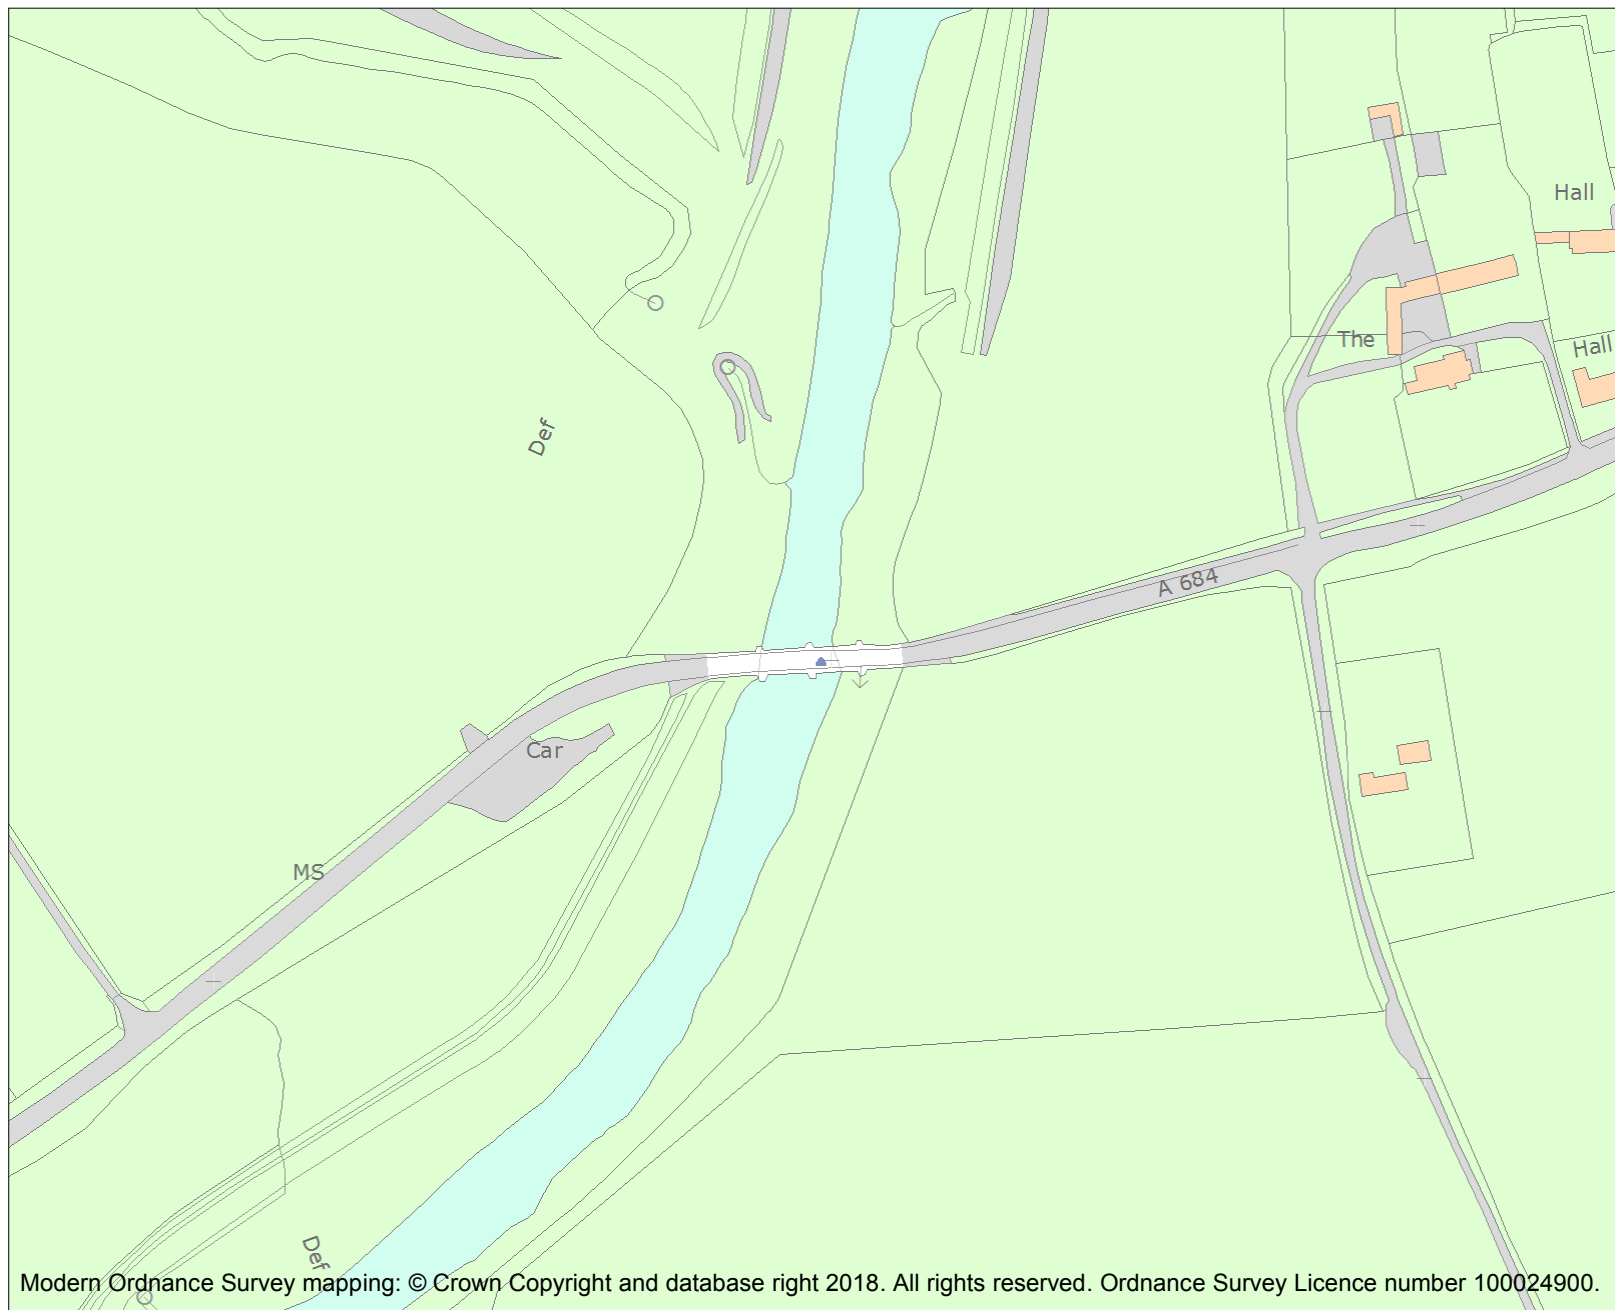 Hall
The
Hall
Def
A 684
Car
MS
Def
Modern Ordnance Survey mapping: © Crown Copyright and database right 2018. All rights reserved. Ordnance Survey Licence number 100024900.